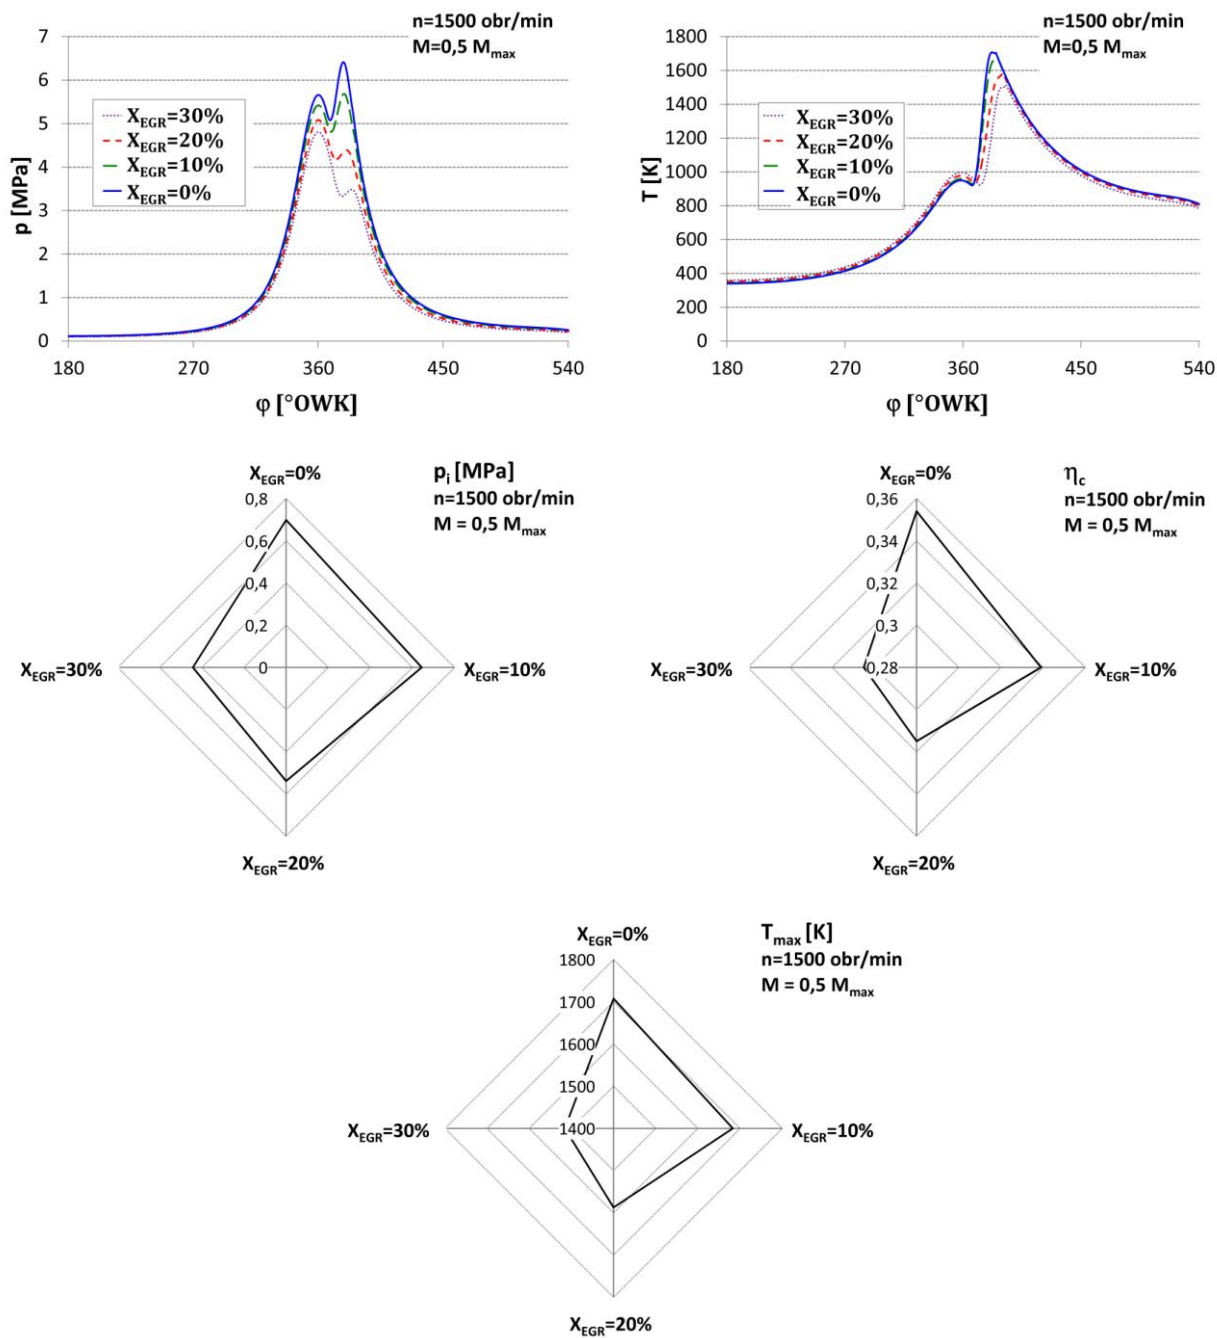 n=1500 obr/min
M=0,5 Mmax
7
6
5
4
3
2
1
0
p [MPa]
XEGR=30%
XEGR=20%
XEGR=10%
XEGR=0%
180 270 360 450 540
φ [°OWK]
n=1500 obr/min
M=0,5 Mmax
1800
1600
1400
1200
1000
800
600
400
200
0
T [K]
XEGR=30%
XEGR=20%
XEGR=10%
XEGR=0%
180 270 360 450 540
φ [°OWK]
XEGR=0%
pi [MPa]
n=1500 obr/min
M = 0,5 Mmax
0,8
0,6
0,4
0,2
0
XEGR=30%
XEGR=10%
XEGR=20%
XEGR=0%
ηc
n=1500 obr/min
M = 0,5 Mmax
0,36
0,34
0,32
0,3
0,28
XEGR=30%
XEGR=10%
XEGR=20%
XEGR=0%
Tmax [K]
n=1500 obr/min
M = 0,5 Mmax
1800
1700
1600
1500
1400
XEGR=30%
XEGR=10%
XEGR=20%